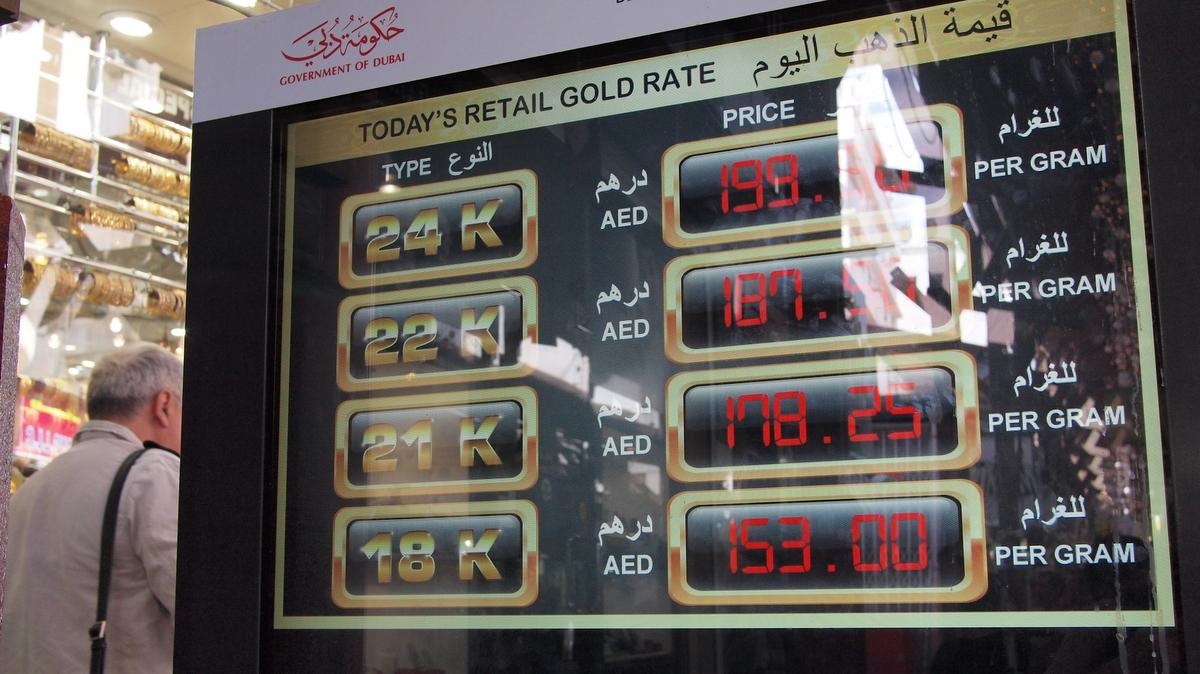 حكومة دبي
GOVERNMENT OF DUBAI
TODAY'S RETAIL GOLD RATE قيمة الذهب اليوم
TYPE النوع PRICE
24 K درهم AED 199. للغرام PER GRAM
22 K درهم AED 187. للغرام PER GRAM
21 K درهم AED 178.25 للغرام PER GRAM
18 K درهم AED 153.00 للغرام PER GRAM